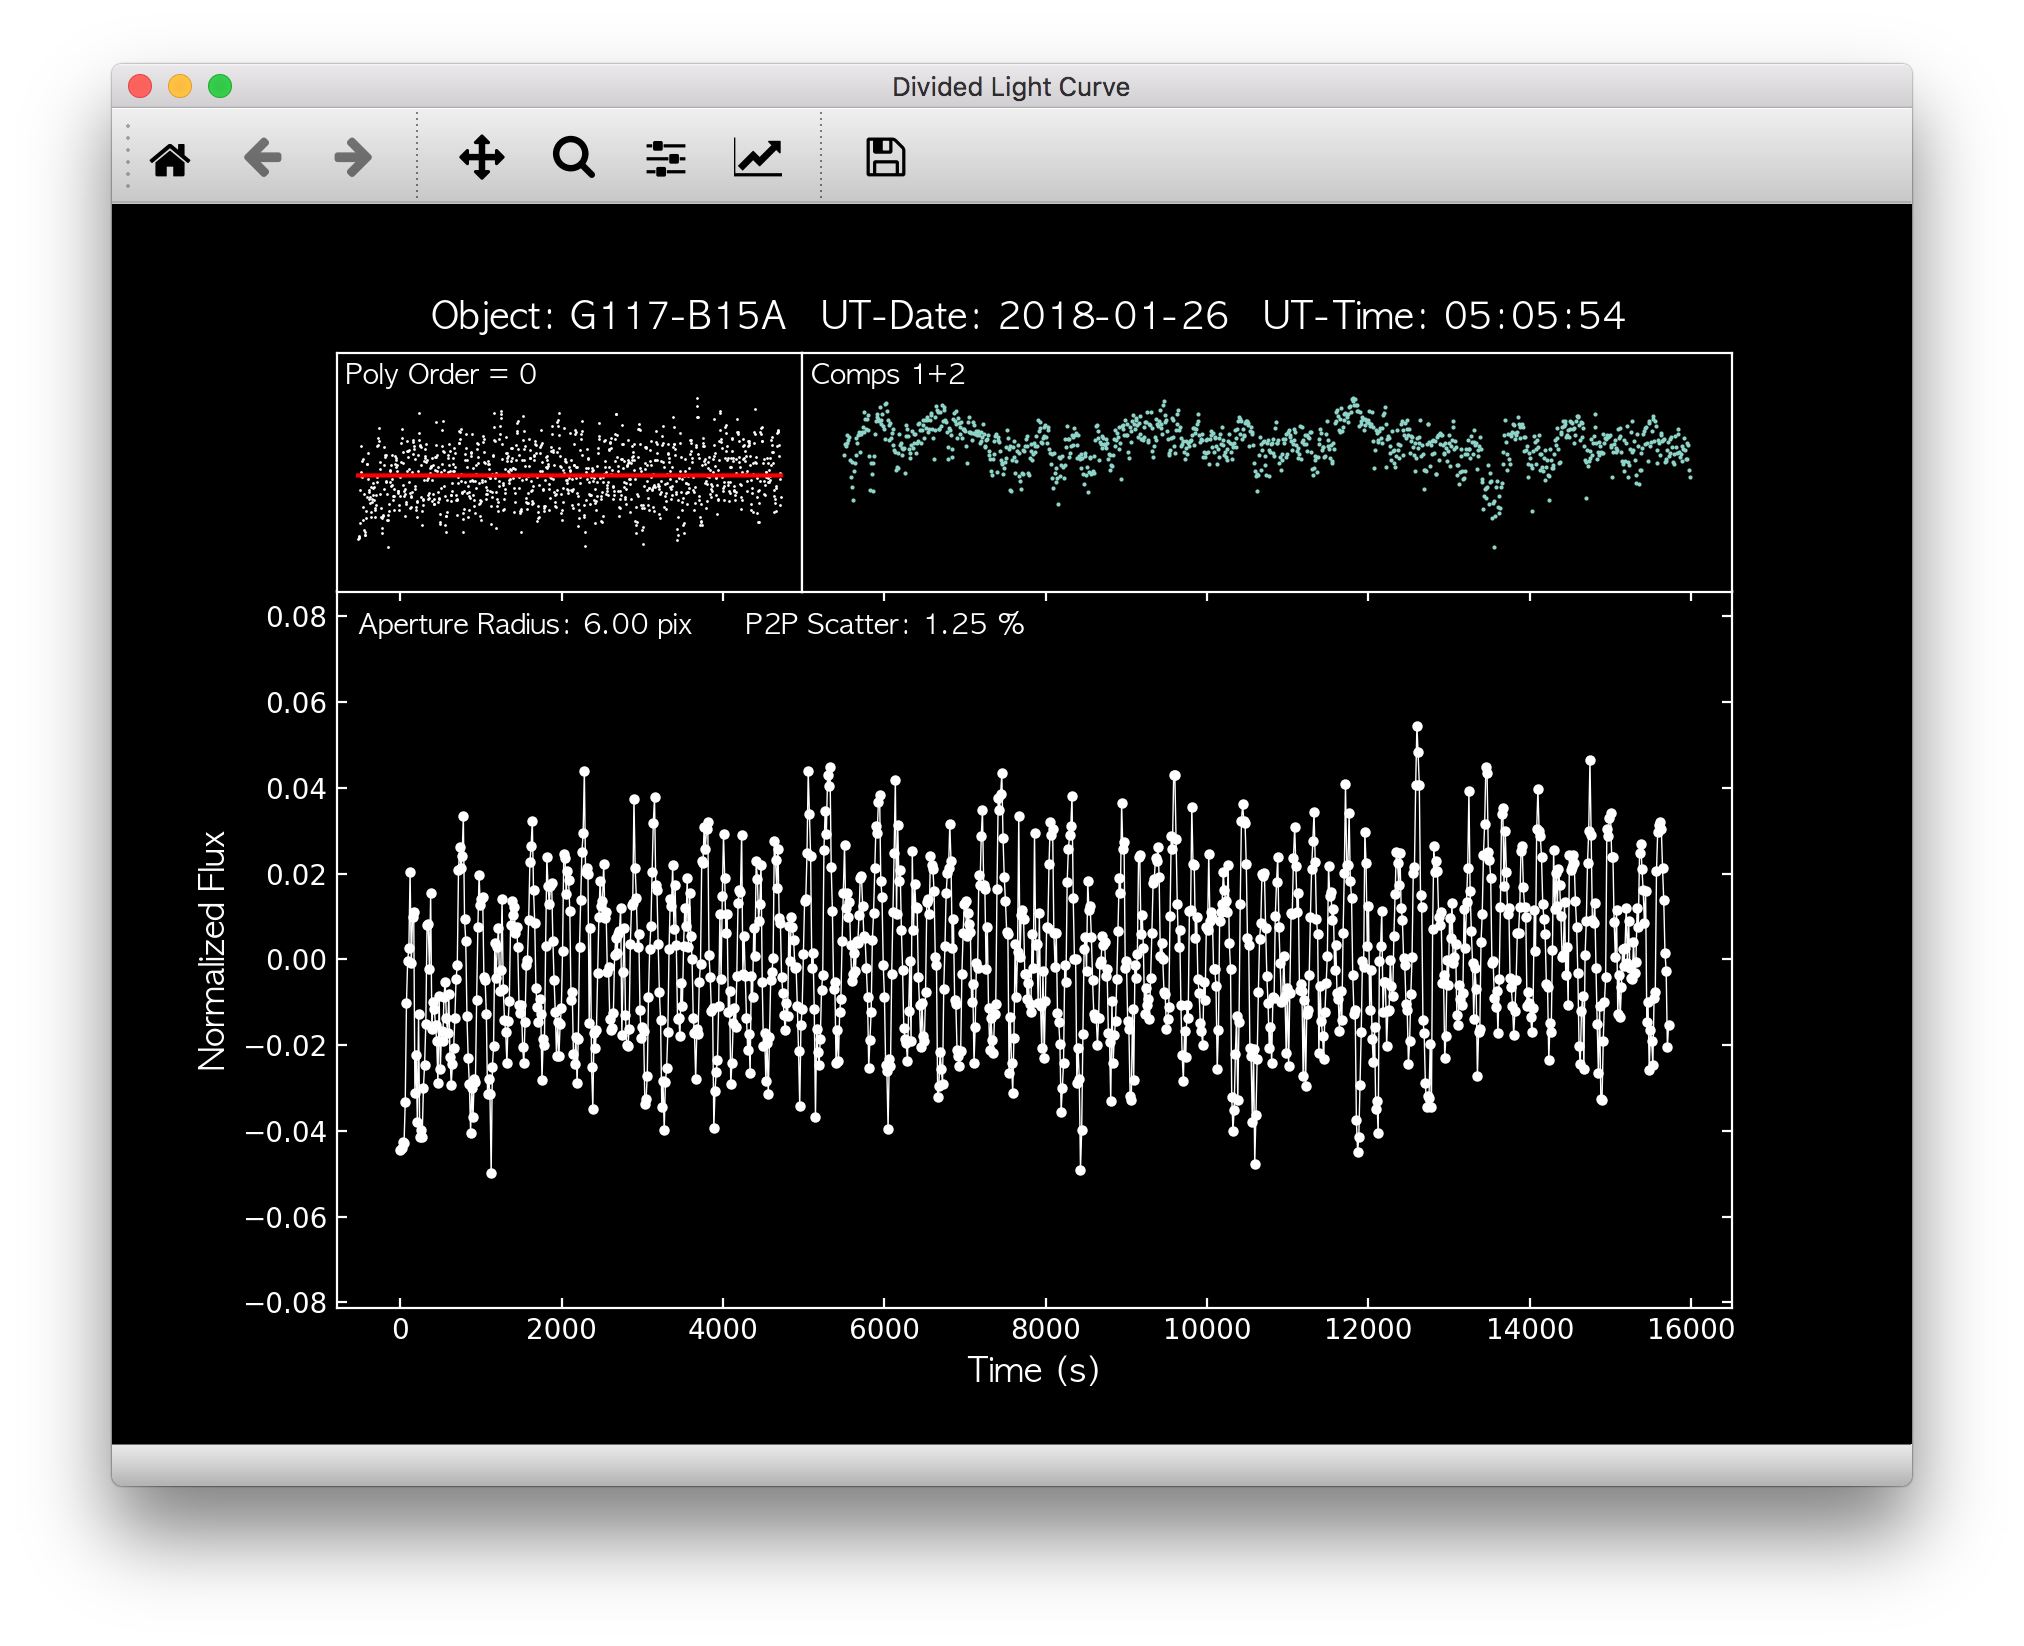 Divided Light Curve
Object: G117-B15A   UT-Date: 2018-01-26   UT-Time: 05:05:54
Poly Order = 0
Comps 1+2
Aperture Radius: 6.00 pix   P2P Scatter: 1.25 %
0.08
0.06
0.04
0.02
0.00
−0.02
−0.04
−0.06
−0.08
Normalized Flux
0 2000 4000 6000 8000 10000 12000 14000 16000
Time (s)